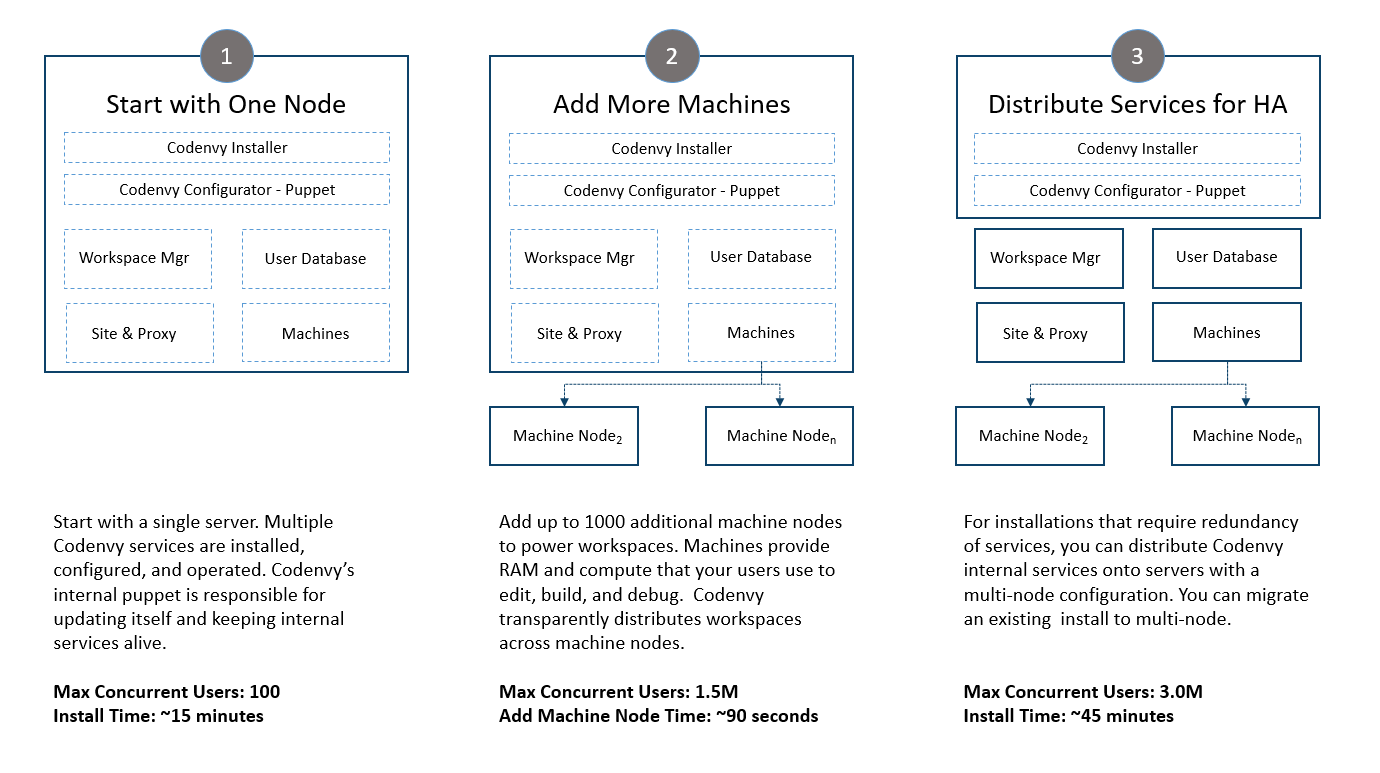 1
Start with One Node
Codenvy Installer
Codenvy Configurator - Puppet
Workspace Mgr
User Database
Site & Proxy
Machines
Start with a single server. Multiple
Codenvy services are installed,
configured, and operated. Codenvy’s
internal puppet is responsible for
updating itself and keeping internal
services alive.
Max Concurrent Users: 100
Install Time: ~15 minutes
2
Add More Machines
Codenvy Installer
Codenvy Configurator - Puppet
Workspace Mgr
User Database
Site & Proxy
Machines
Machine Node2
Machine Noden
Add up to 1000 additional machine nodes
to power workspaces. Machines provide
RAM and compute that your users use to
edit, build, and debug.  Codenvy
transparently distributes workspaces
across machine nodes.
Max Concurrent Users: 1.5M
Add Machine Node Time: ~90 seconds
3
Distribute Services for HA
Codenvy Installer
Codenvy Configurator - Puppet
Workspace Mgr
User Database
Site & Proxy
Machines
Machine Node2
Machine Noden
For installations that require redundancy
of services, you can distribute Codenvy
internal services onto servers with a
multi-node configuration. You can migrate
an existing  install to multi-node.
Max Concurrent Users: 3.0M
Install Time: ~45 minutes